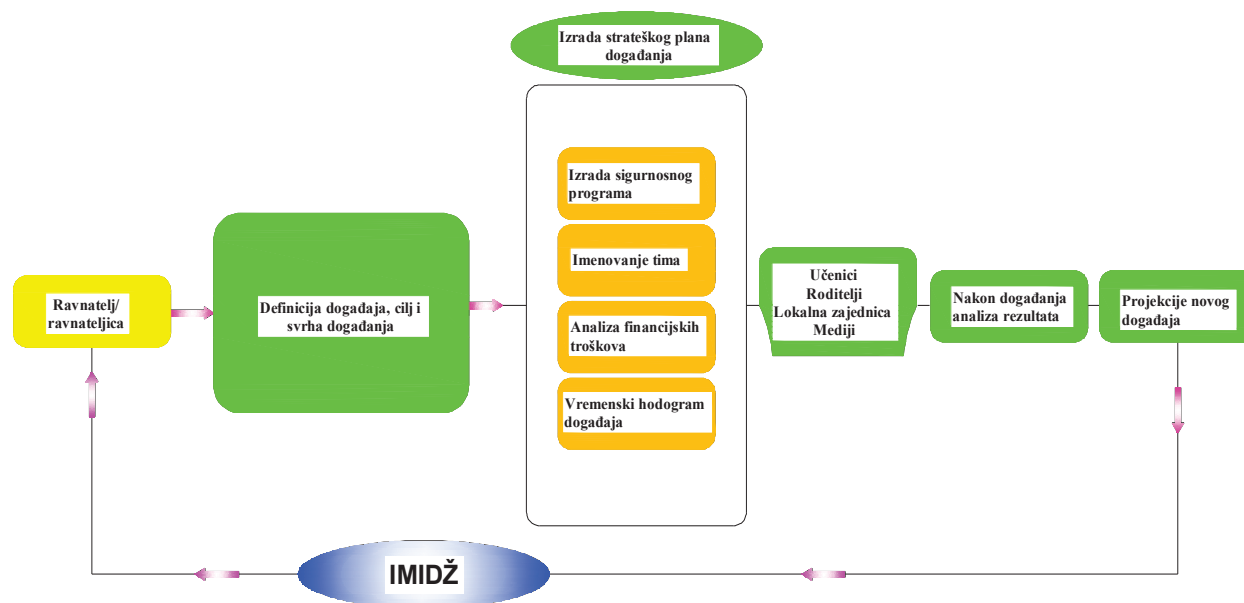 Izrada strateškog plana
događanja
Ravnatelj/
ravnateljica
Definicija događaja, cilj i
svrha događanja
Izrada sigurnosnog
programa
Imenovanje tima
Analiza financijskih
troškova
Vremenski hodogram
događaja
Učenici
Roditelji
Lokalna zajednica
Mediji
Nakon događanja
analiza rezultata
Projekcije novog
događaja
IMIDŽ